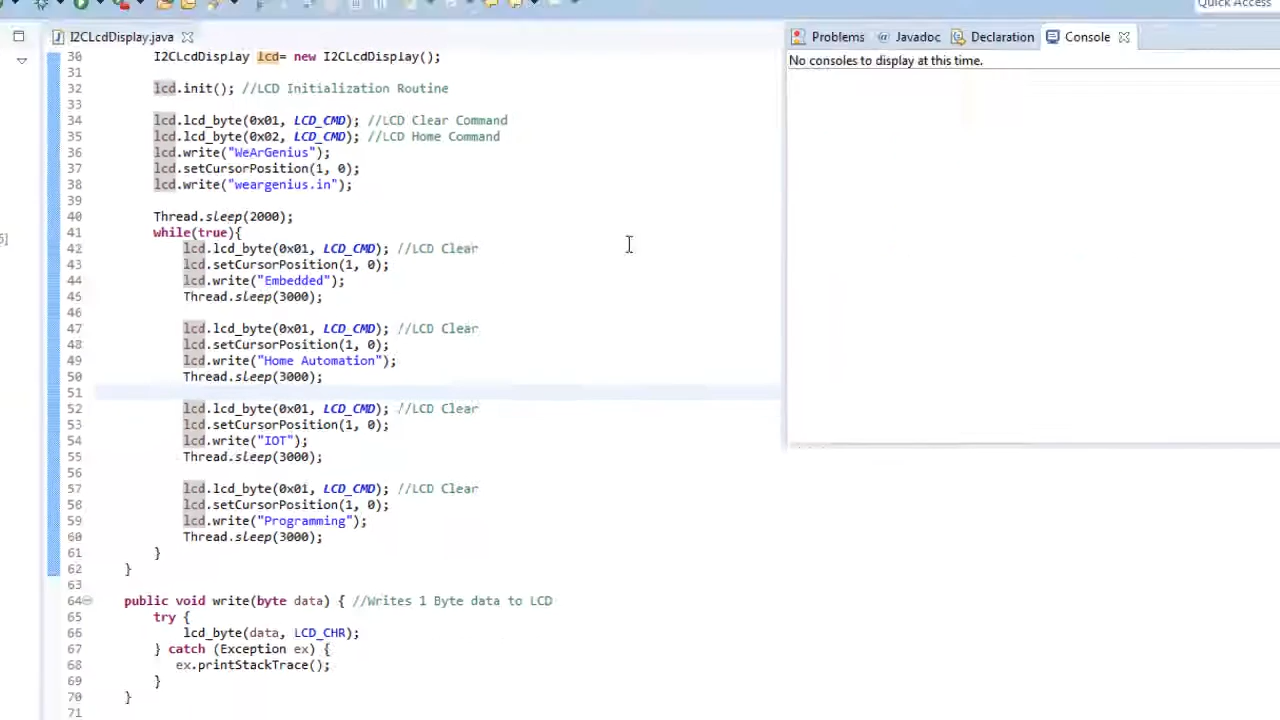 Quick Access
I2CLcdDisplay.java
Problems
Javadoc
Declaration
Console
No consoles to display at this time.
30 I2CLcdDisplay lcd= new I2CLcdDisplay();
31
32 lcd.init(); //LCD Initialization Routine
33
34 lcd.lcd_byte(0x01, LCD_CMD); //LCD Clear Command
35 lcd.lcd_byte(0x02, LCD_CMD); //LCD Home Command
36 lcd.write("WeArGenius");
37 lcd.setCursorPosition(1, 0);
38 lcd.write("weargenius.in");
39
40 Thread.sleep(2000);
41 while(true){
42 lcd.lcd_byte(0x01, LCD_CMD); //LCD Clear
43 lcd.setCursorPosition(1, 0);
44 lcd.write("Embedded");
45 Thread.sleep(3000);
46
47 lcd.lcd_byte(0x01, LCD_CMD); //LCD Clear
48 lcd.setCursorPosition(1, 0);
49 lcd.write("Home Automation");
50 Thread.sleep(3000);
51
52 lcd.lcd_byte(0x01, LCD_CMD); //LCD Clear
53 lcd.setCursorPosition(1, 0);
54 lcd.write("IOT");
55 Thread.sleep(3000);
56
57 lcd.lcd_byte(0x01, LCD_CMD); //LCD Clear
58 lcd.setCursorPosition(1, 0);
59 lcd.write("Programming");
60 Thread.sleep(3000);
61 }
62 }
63
64 public void write(byte data) { //Writes 1 Byte data to LCD
65 try {
66 lcd_byte(data, LCD_CHR);
67 } catch (Exception ex) {
68 ex.printStackTrace();
69 }
70 }
71